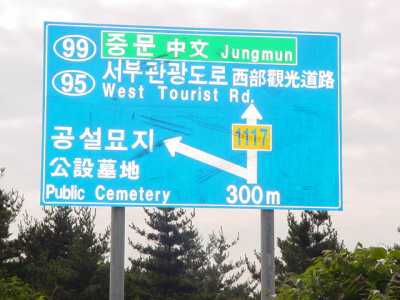 99 중문 中文 Jungmun
95 서부관광도로 西部觀光道路
West Tourist Rd.
1117
공설묘지
公設墓地
Public Cemetery
300m